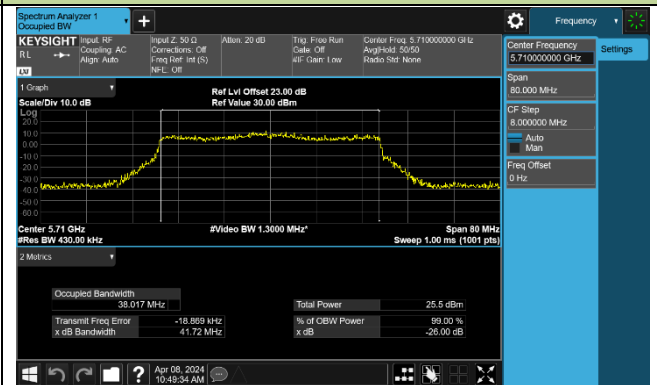 Spectrum Analyzer 1
Occupied BW
Frequency
KEYSIGHT
RL
LXI
Input: RF
Coupling: AC
Align: Auto
Input Z: 50 Ω
Corrections: Off
Freq Ref: Int (S)
NFE: Off
Atten: 20 dB
Trig: Free Run
Gate: Off
#IF Gain: Low
Center Freq: 5.710000000 GHz
Avg|Hold: 50/50
Radio Std: None
Center Frequency
5.710000000 GHz
Settings
Span
80.000 MHz
CF Step
8.000000 MHz
Auto
Man
Freq Offset
0 Hz
1 Graph
Scale/Div 10.0 dB
Ref Lvl Offset 23.00 dB
Ref Value 30.00 dBm
Log
20.0
10.0
0.00
-10.0
-20.0
-30.0
-40.0
-50.0
-60.0
Center 5.71 GHz
#Res BW 430.00 kHz
#Video BW 1.3000 MHz*
Span 80 MHz
Sweep 1.00 ms (1001 pts)
2 Metrics
Occupied Bandwidth
38.017 MHz
Total Power 25.5 dBm
Transmit Freq Error -18.869 kHz
% of OBW Power 99.00 %
x dB Bandwidth 41.72 MHz
x dB -26.00 dB
Apr 08, 2024
10:49:34 AM